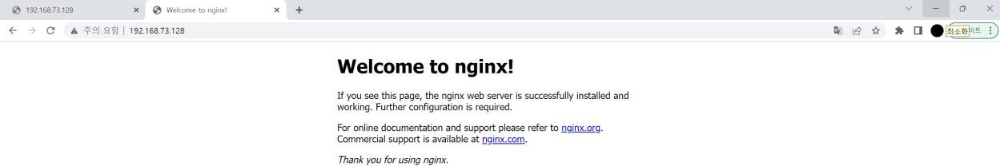 192.168.73.128
Welcome to nginx!
주의 요함 | 192.168.73.128
최소화 이트
Welcome to nginx!
If you see this page, the nginx web server is successfully installed and
working. Further configuration is required.
For online documentation and support please refer to nginx.org.
Commercial support is available at nginx.com.
Thank you for using nginx.